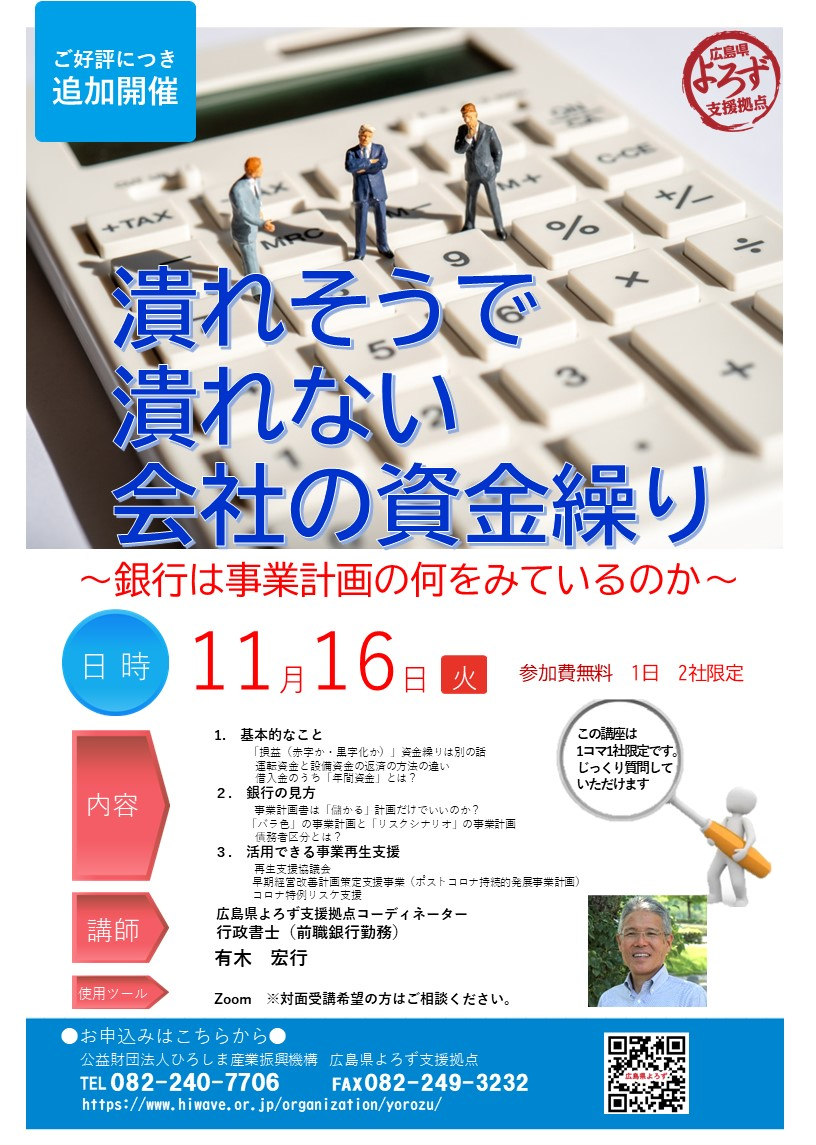 ご好評につき
追加開催
広島県
よろず
支援拠点
+TAX
MRC
M+
C·CE
+/−
%
÷
×
9
5
6
3
+
1
潰れそうで
潰れない
会社の資金繰り
~銀行は事業計画の何をみているのか~
日時
11月16日 火
参加費無料 1日 2社限定
この講座は
1コマ1社限定です。
じっくり質問して
いただけます
内容
1. 基本的なこと
「損益（赤字か・黒字化か）」資金繰りは別の話
運転資金と設備資金の返済の方法の違い
借入金のうち「年間資金」とは？
２．銀行の見方
事業計画書は「儲かる」計画だけでいいのか？
「バラ色」の事業計画と「リスクシナリオ」の事業計画
債務者区分とは？
３．活用できる事業再生支援
再生支援協議会
早期経営改善計画策定支援事業（ポストコロナ持続的発展事業計画）
コロナ特例リスケ支援
講師
広島県よろず支援拠点コーディネーター
行政書士（前職銀行勤務）
有木 宏行
使用ツール
Zoom ※対面受講希望の方はご相談ください。
●お申込みはこちらから●
公益財団法人ひろしま産業振興機構 広島県よろず支援拠点
TEL 082-240-7706 FAX 082-249-3232
https://www.hiwave.or.jp/organization/yorozu/
広島県よろず